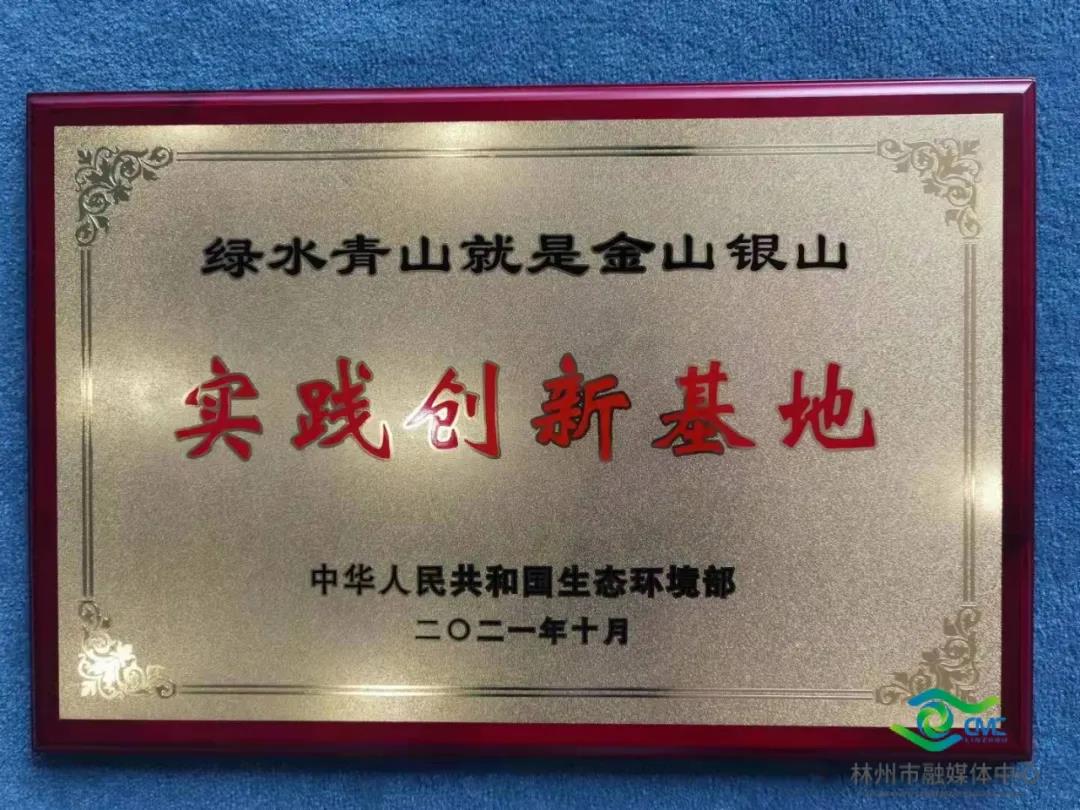 绿水青山就是金山银山
实践创新基地
中华人民共和国生态环境部
二〇二一年十月
CMC
LINZHOU
林州市融媒体中心